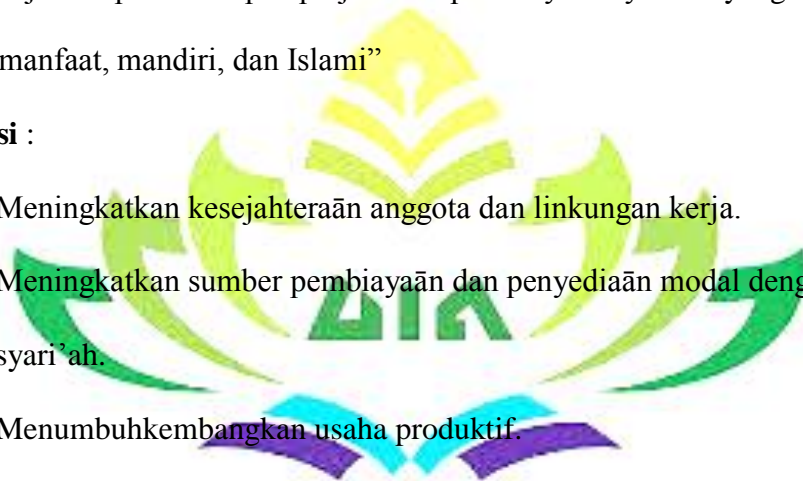 manfaat, mandiri, dan Islami”
si :
Meningkatkan kesejahteraān anggota dan linkungan kerja.
Meningkatkan sumber pembiayaān dan penyediaān modal deng
syari’ah.
Menumbuhkembangkan usaha produktif.